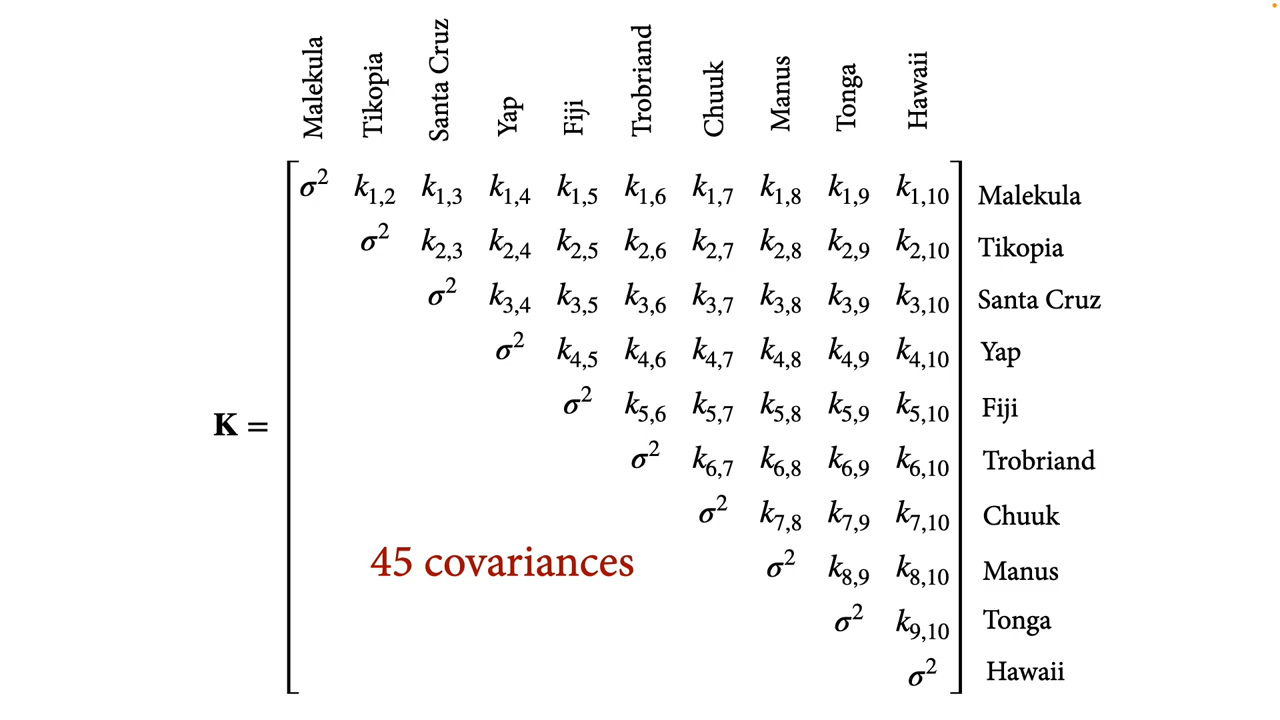 Malekula Tikopia Santa Cruz Yap Fiji Trobriand Chuuk Manus Tonga Hawaii
σ² k1,2 k1,3 k1,4 k1,5 k1,6 k1,7 k1,8 k1,9 k1,10 Malekula
σ² k2,3 k2,4 k2,5 k2,6 k2,7 k2,8 k2,9 k2,10 Tikopia
σ² k3,4 k3,5 k3,6 k3,7 k3,8 k3,9 k3,10 Santa Cruz
σ² k4,5 k4,6 k4,7 k4,8 k4,9 k4,10 Yap
σ² k5,6 k5,7 k5,8 k5,9 k5,10 Fiji
K =
σ² k6,7 k6,8 k6,9 k6,10 Trobriand
σ² k7,8 k7,9 k7,10 Chuuk
45 covariances
σ² k8,9 k8,10 Manus
σ² k9,10 Tonga
σ² Hawaii